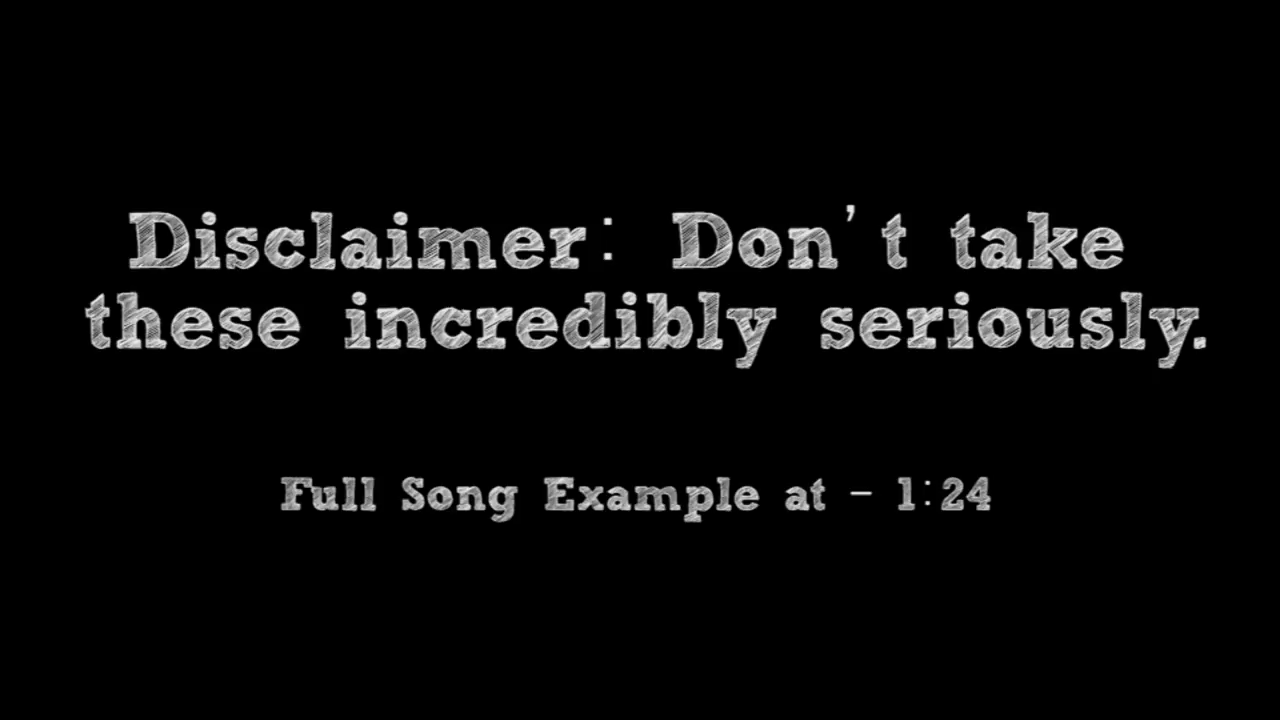 Disclaimer: Don't take
these incredibly seriously.
Full Song Example at - 1:24